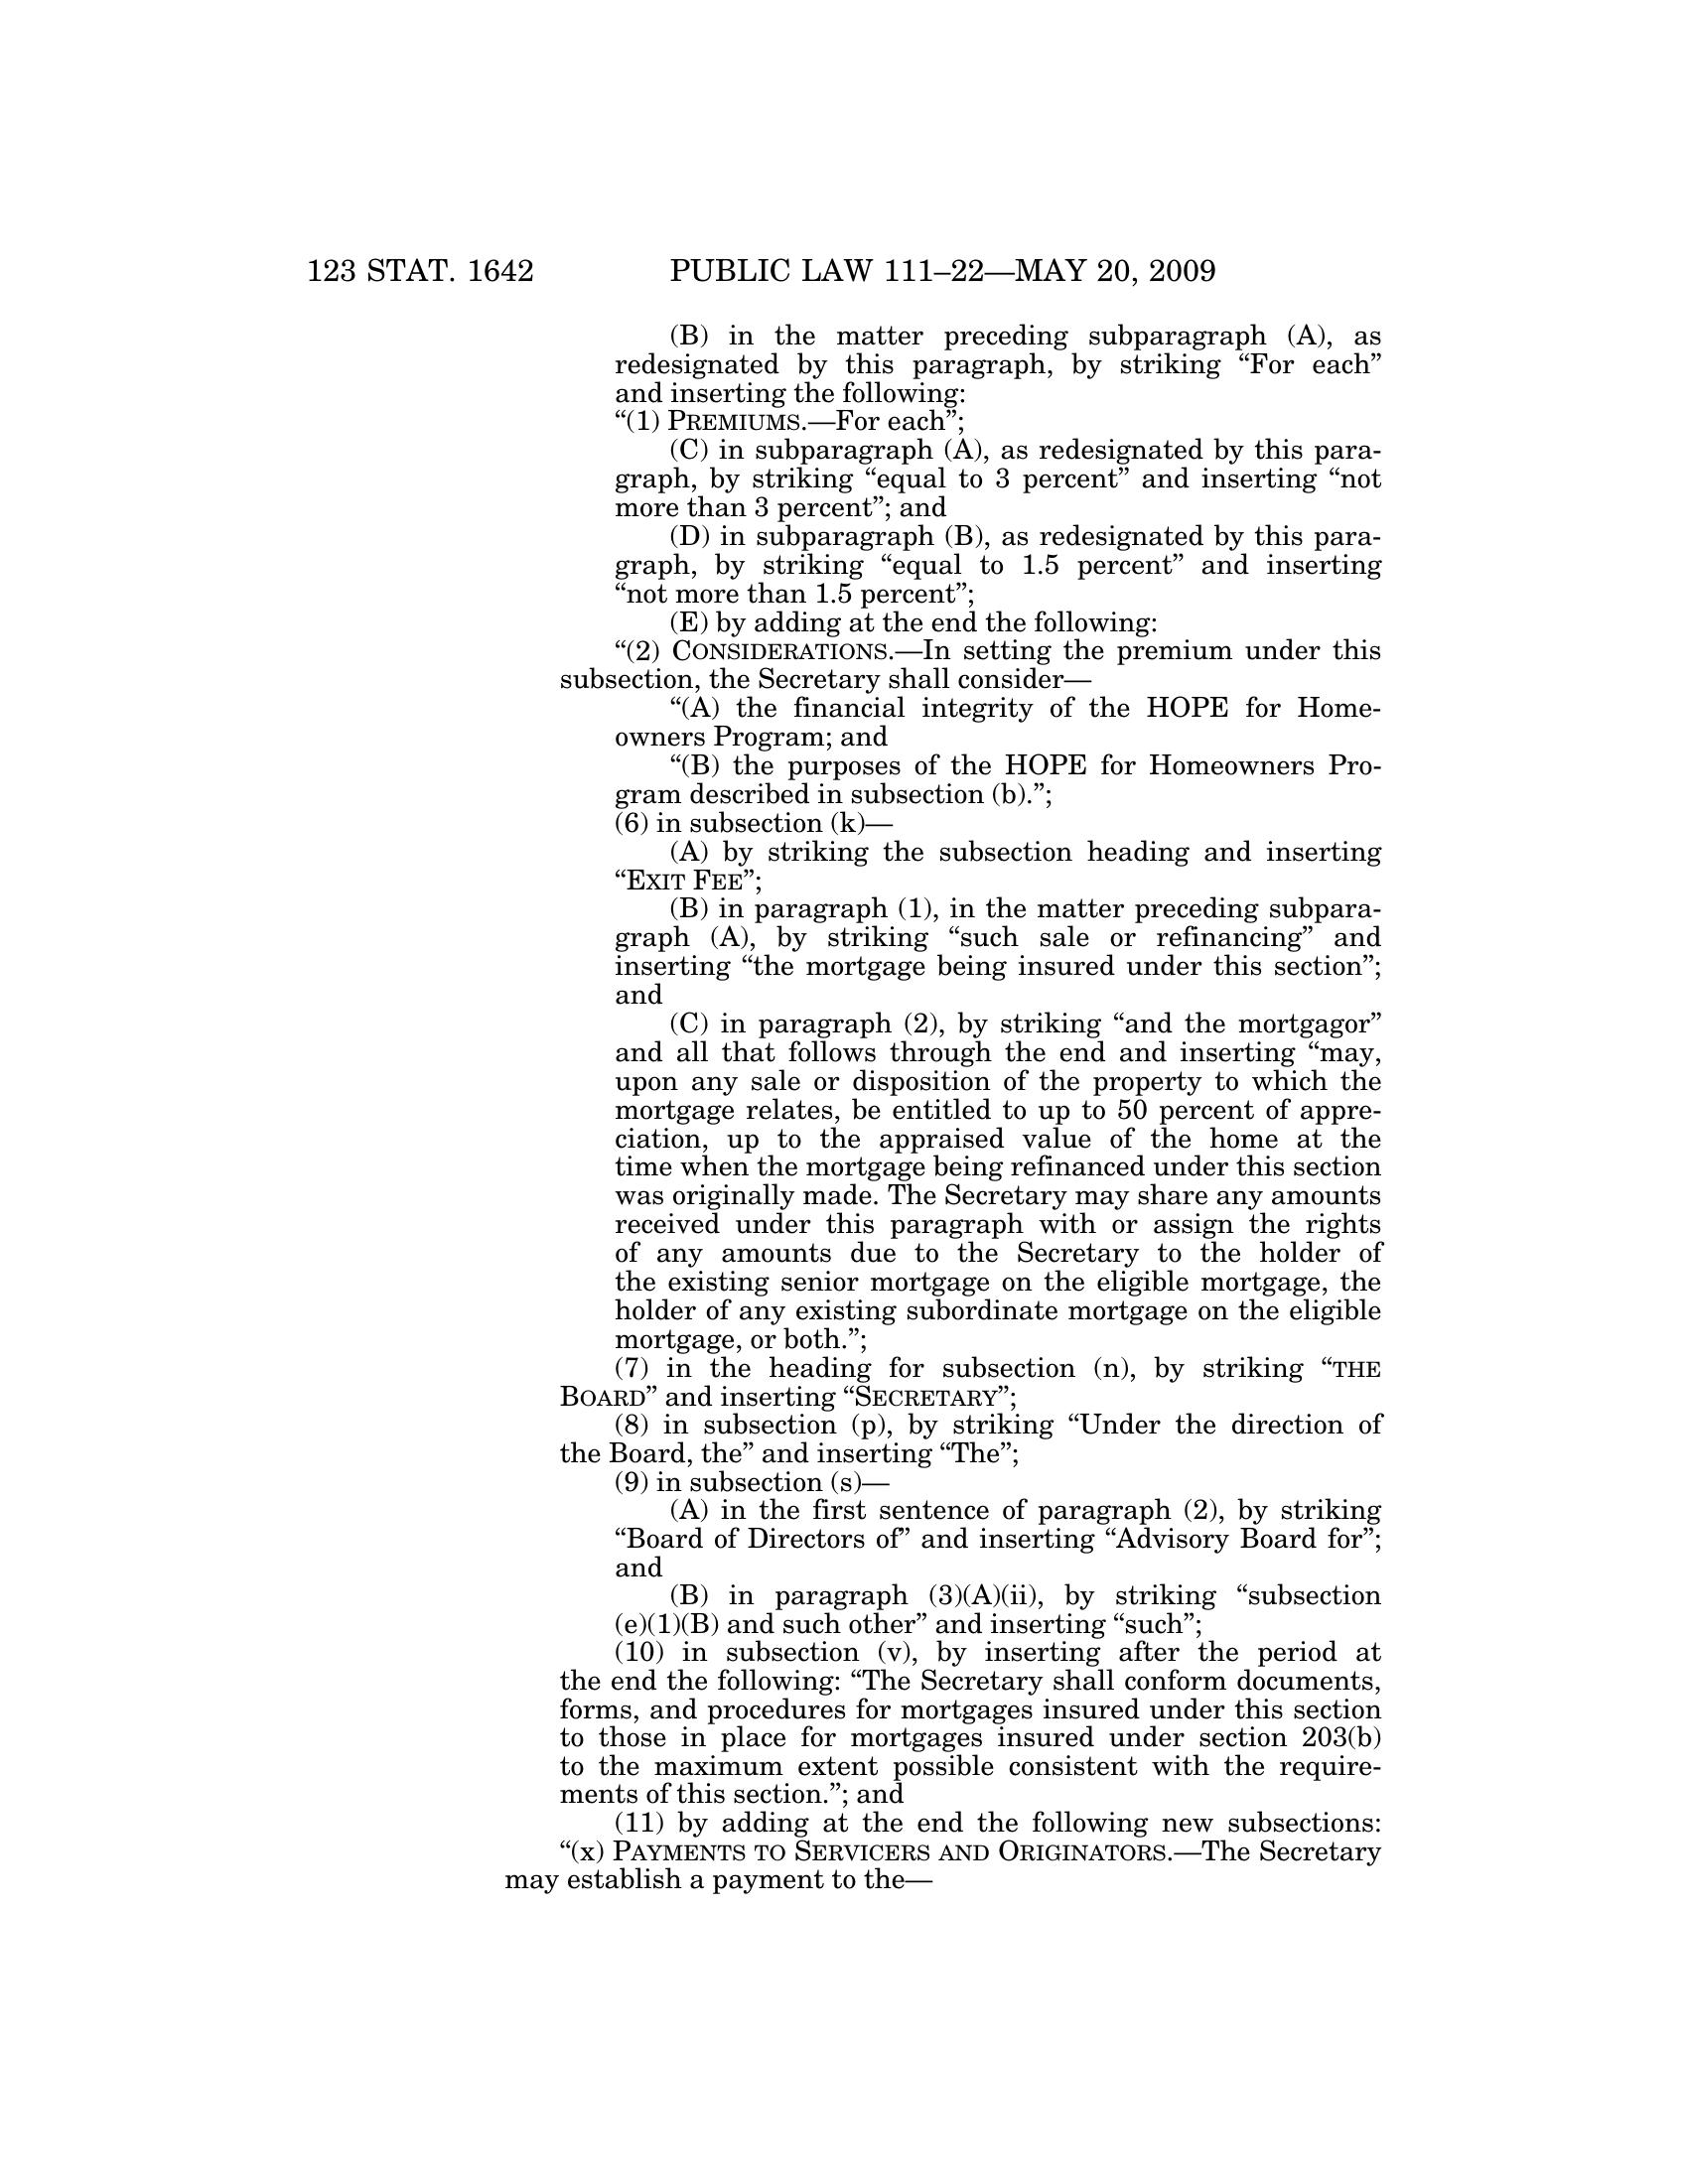 123 STAT. 1642 PUBLIC LAW 111–22—MAY 20, 2009
(B) in the matter preceding subparagraph (A), as
redesignated by this paragraph, by striking “For each”
and inserting the following:
“(1) PREMIUMS.—For each”;
(C) in subparagraph (A), as redesignated by this para-
graph, by striking “equal to 3 percent” and inserting “not
more than 3 percent”; and
(D) in subparagraph (B), as redesignated by this para-
graph, by striking “equal to 1.5 percent” and inserting
“not more than 1.5 percent”;
(E) by adding at the end the following:
“(2) CONSIDERATIONS.—In setting the premium under this
subsection, the Secretary shall consider—
“(A) the financial integrity of the HOPE for Home-
owners Program; and
“(B) the purposes of the HOPE for Homeowners Pro-
gram described in subsection (b).”;
(6) in subsection (k)—
(A) by striking the subsection heading and inserting
“EXIT FEE”;
(B) in paragraph (1), in the matter preceding subpara-
graph (A), by striking “such sale or refinancing” and
inserting “the mortgage being insured under this section”;
and
(C) in paragraph (2), by striking “and the mortgagor”
and all that follows through the end and inserting “may,
upon any sale or disposition of the property to which the
mortgage relates, be entitled to up to 50 percent of appre-
ciation, up to the appraised value of the home at the
time when the mortgage being refinanced under this section
was originally made. The Secretary may share any amounts
received under this paragraph with or assign the rights
of any amounts due to the Secretary to the holder of
the existing senior mortgage on the eligible mortgage, the
holder of any existing subordinate mortgage on the eligible
mortgage, or both.”;
(7) in the heading for subsection (n), by striking “THE
BOARD” and inserting “SECRETARY”;
(8) in subsection (p), by striking “Under the direction of
the Board, the” and inserting “The”;
(9) in subsection (s)—
(A) in the first sentence of paragraph (2), by striking
“Board of Directors of” and inserting “Advisory Board for”;
and
(B) in paragraph (3)(A)(ii), by striking “subsection
(e)(1)(B) and such other” and inserting “such”;
(10) in subsection (v), by inserting after the period at
the end the following: “The Secretary shall conform documents,
forms, and procedures for mortgages insured under this section
to those in place for mortgages insured under section 203(b)
to the maximum extent possible consistent with the require-
ments of this section.”; and
(11) by adding at the end the following new subsections:
“(x) PAYMENTS TO SERVICERS AND ORIGINATORS.—The Secretary
may establish a payment to the—